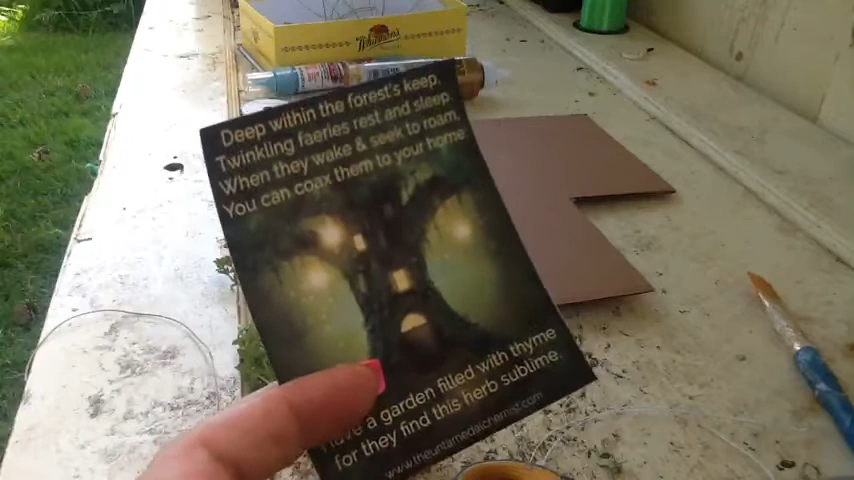 Whitman's
Deep within the forest's keep
Twinkling faeries rest and sleep
When they wake & seek to roam,
You can coax them to your home
Have a garden filled with thyme
for they find this herb sublime.
www.theuntamedalchemist.com